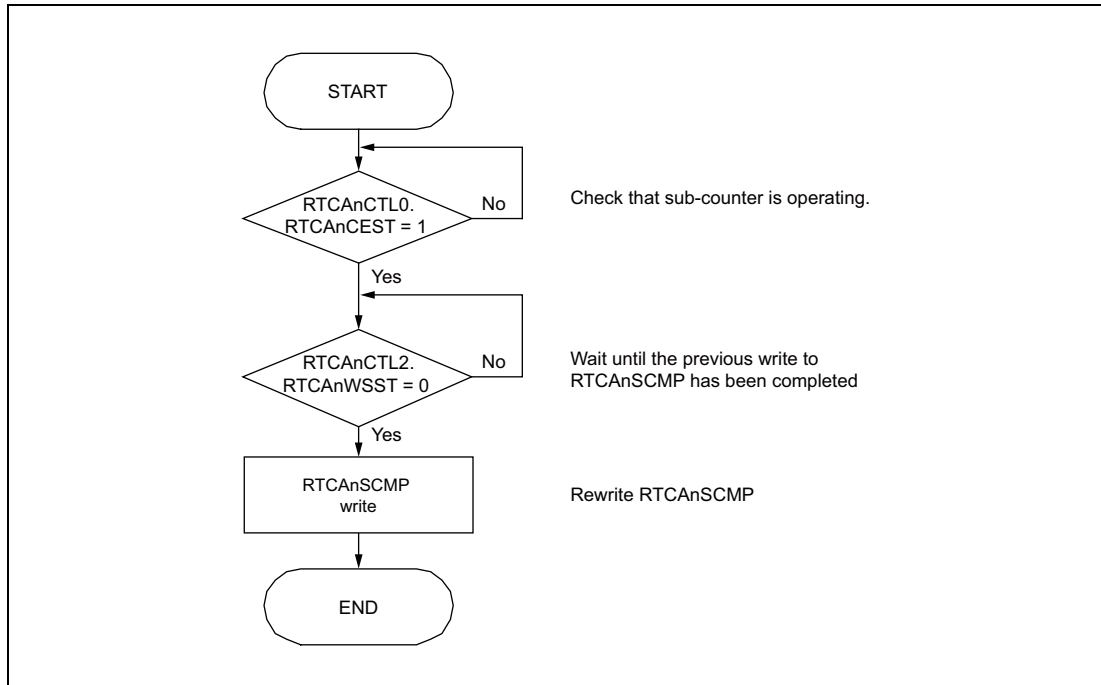 START
RTCAnCTL0.
RTCAnCEST = 1
No
Check that sub-counter is operating.
Yes
RTCAnCTL2.
RTCAnWSST = 0
No
Wait until the previous write to
RTCAnSCMP has been completed
Yes
RTCAnSCMP
write
Rewrite RTCAnSCMP
END